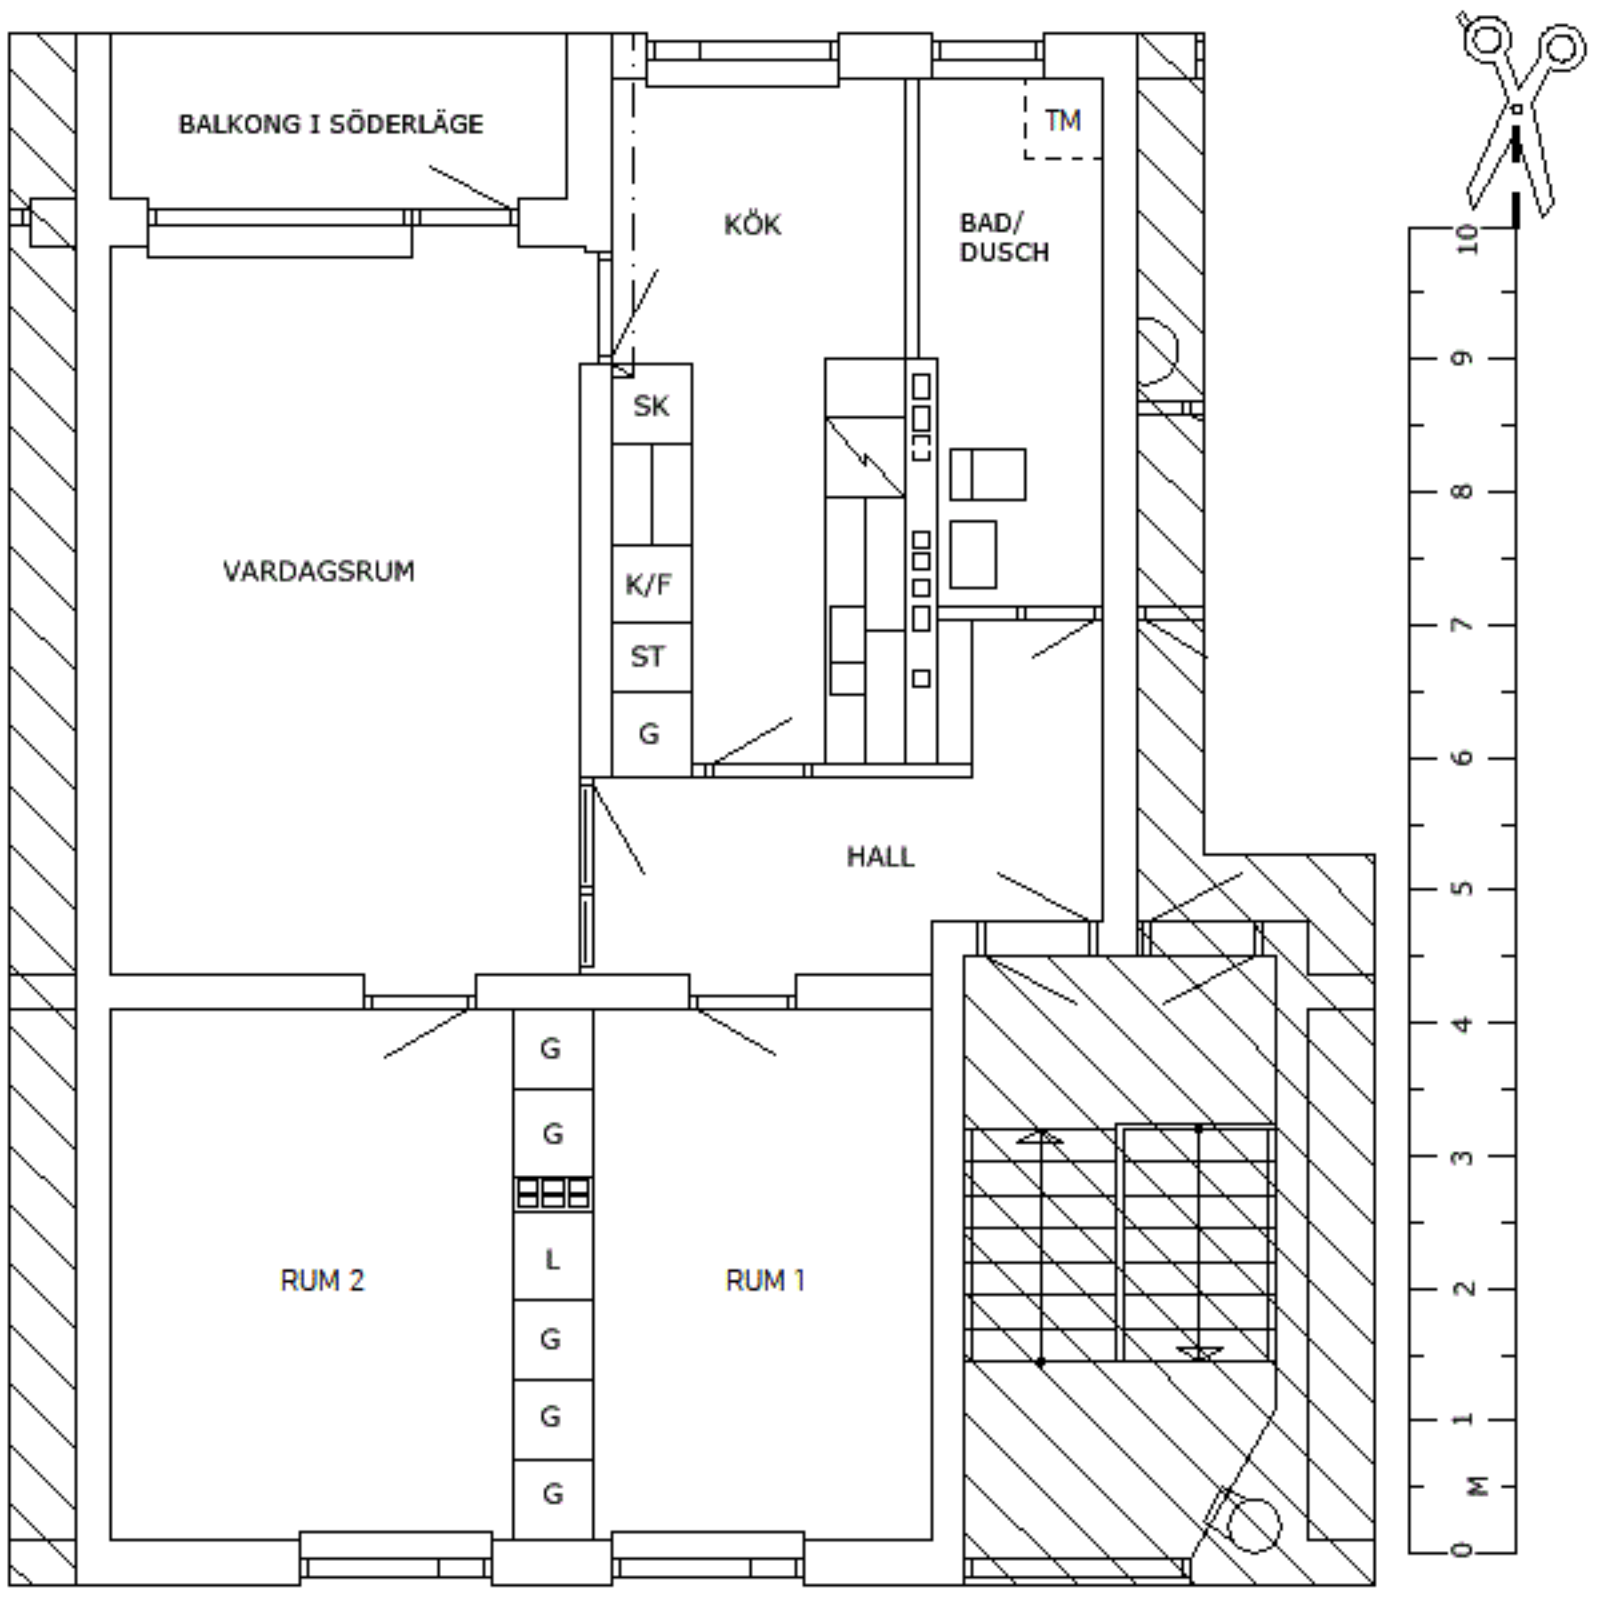 BALKONG I SÖDERLÄGE
TM
KÖK
BAD/
DUSCH
SK
VARDAGSRUM
K/F
ST
G
HALL
G
G
L
RUM 2
RUM 1
G
G
G
10
9
8
7
6
5
4
3
2
1
M
0